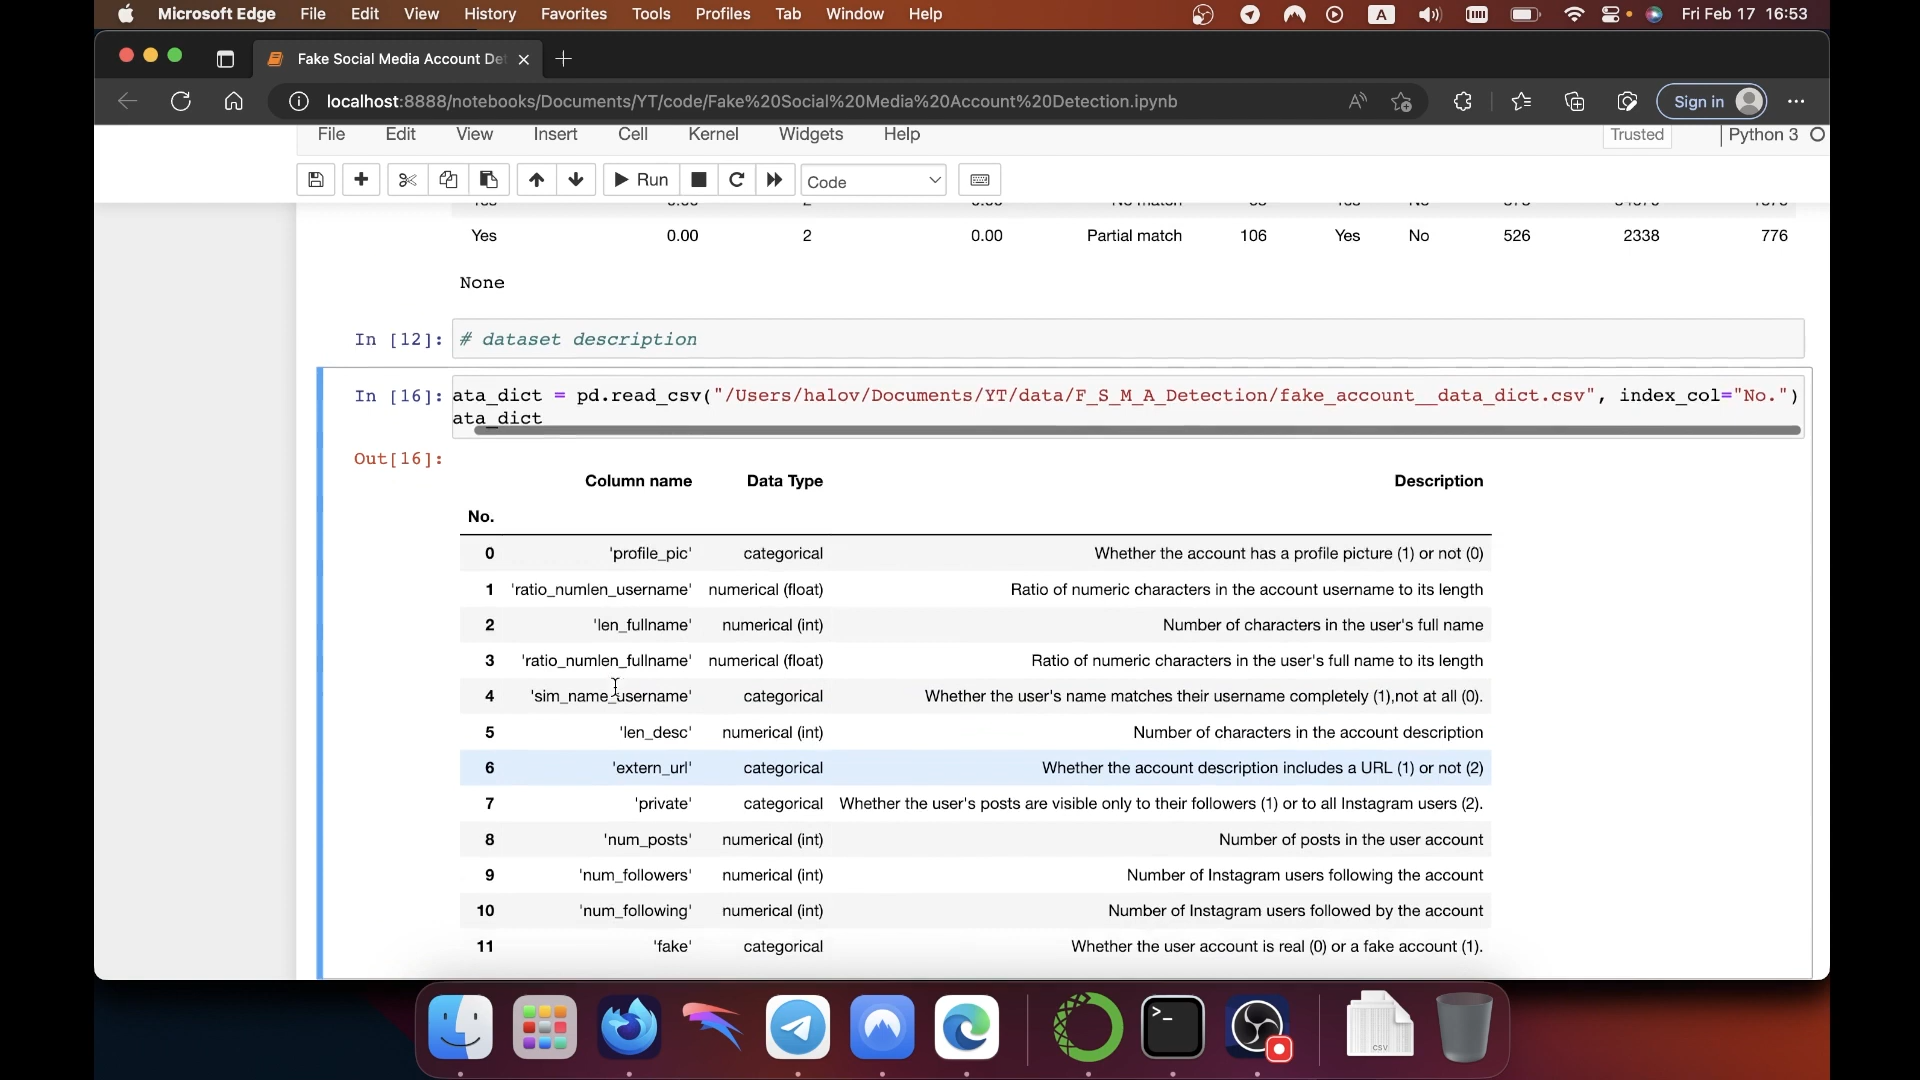 Microsoft Edge File Edit View History Favorites Tools Profiles Tab Window Help A Fri Feb 17 16:53
Fake Social Media Account De
localhost:8888/notebooks/Documents/YT/code/Fake%20Social%20Media%20Account%20Detection.ipynb Sign in
File Edit View Insert Cell Kernel Widgets Help Trusted Python 3
Run Code
Yes 0.00 2 0.00 Partial match 106 Yes No 526 2338 776
None
In [12]: # dataset description
In [16]: ata_dict = pd.read_csv("/Users/halov/Documents/YT/data/F_S_M_A_Detection/fake_account__data_dict.csv", index_col="No.")
ata_dict
Out[16]:
Column name Data Type Description
No.
0 'profile_pic' categorical Whether the account has a profile picture (1) or not (0)
1 'ratio_numlen_username' numerical (float) Ratio of numeric characters in the account username to its length
2 'len_fullname' numerical (int) Number of characters in the user's full name
3 'ratio_numlen_fullname' numerical (float) Ratio of numeric characters in the user's full name to its length
4 'sim_name_username' categorical Whether the user's name matches their username completely (1),not at all (0).
5 'len_desc' numerical (int) Number of characters in the account description
6 'extern_url' categorical Whether the account description includes a URL (1) or not (2)
7 'private' categorical Whether the user's posts are visible only to their followers (1) or to all Instagram users (2).
8 'num_posts' numerical (int) Number of posts in the user account
9 'num_followers' numerical (int) Number of Instagram users following the account
10 'num_following' numerical (int) Number of Instagram users followed by the account
11 'fake' categorical Whether the user account is real (0) or a fake account (1).
CSV